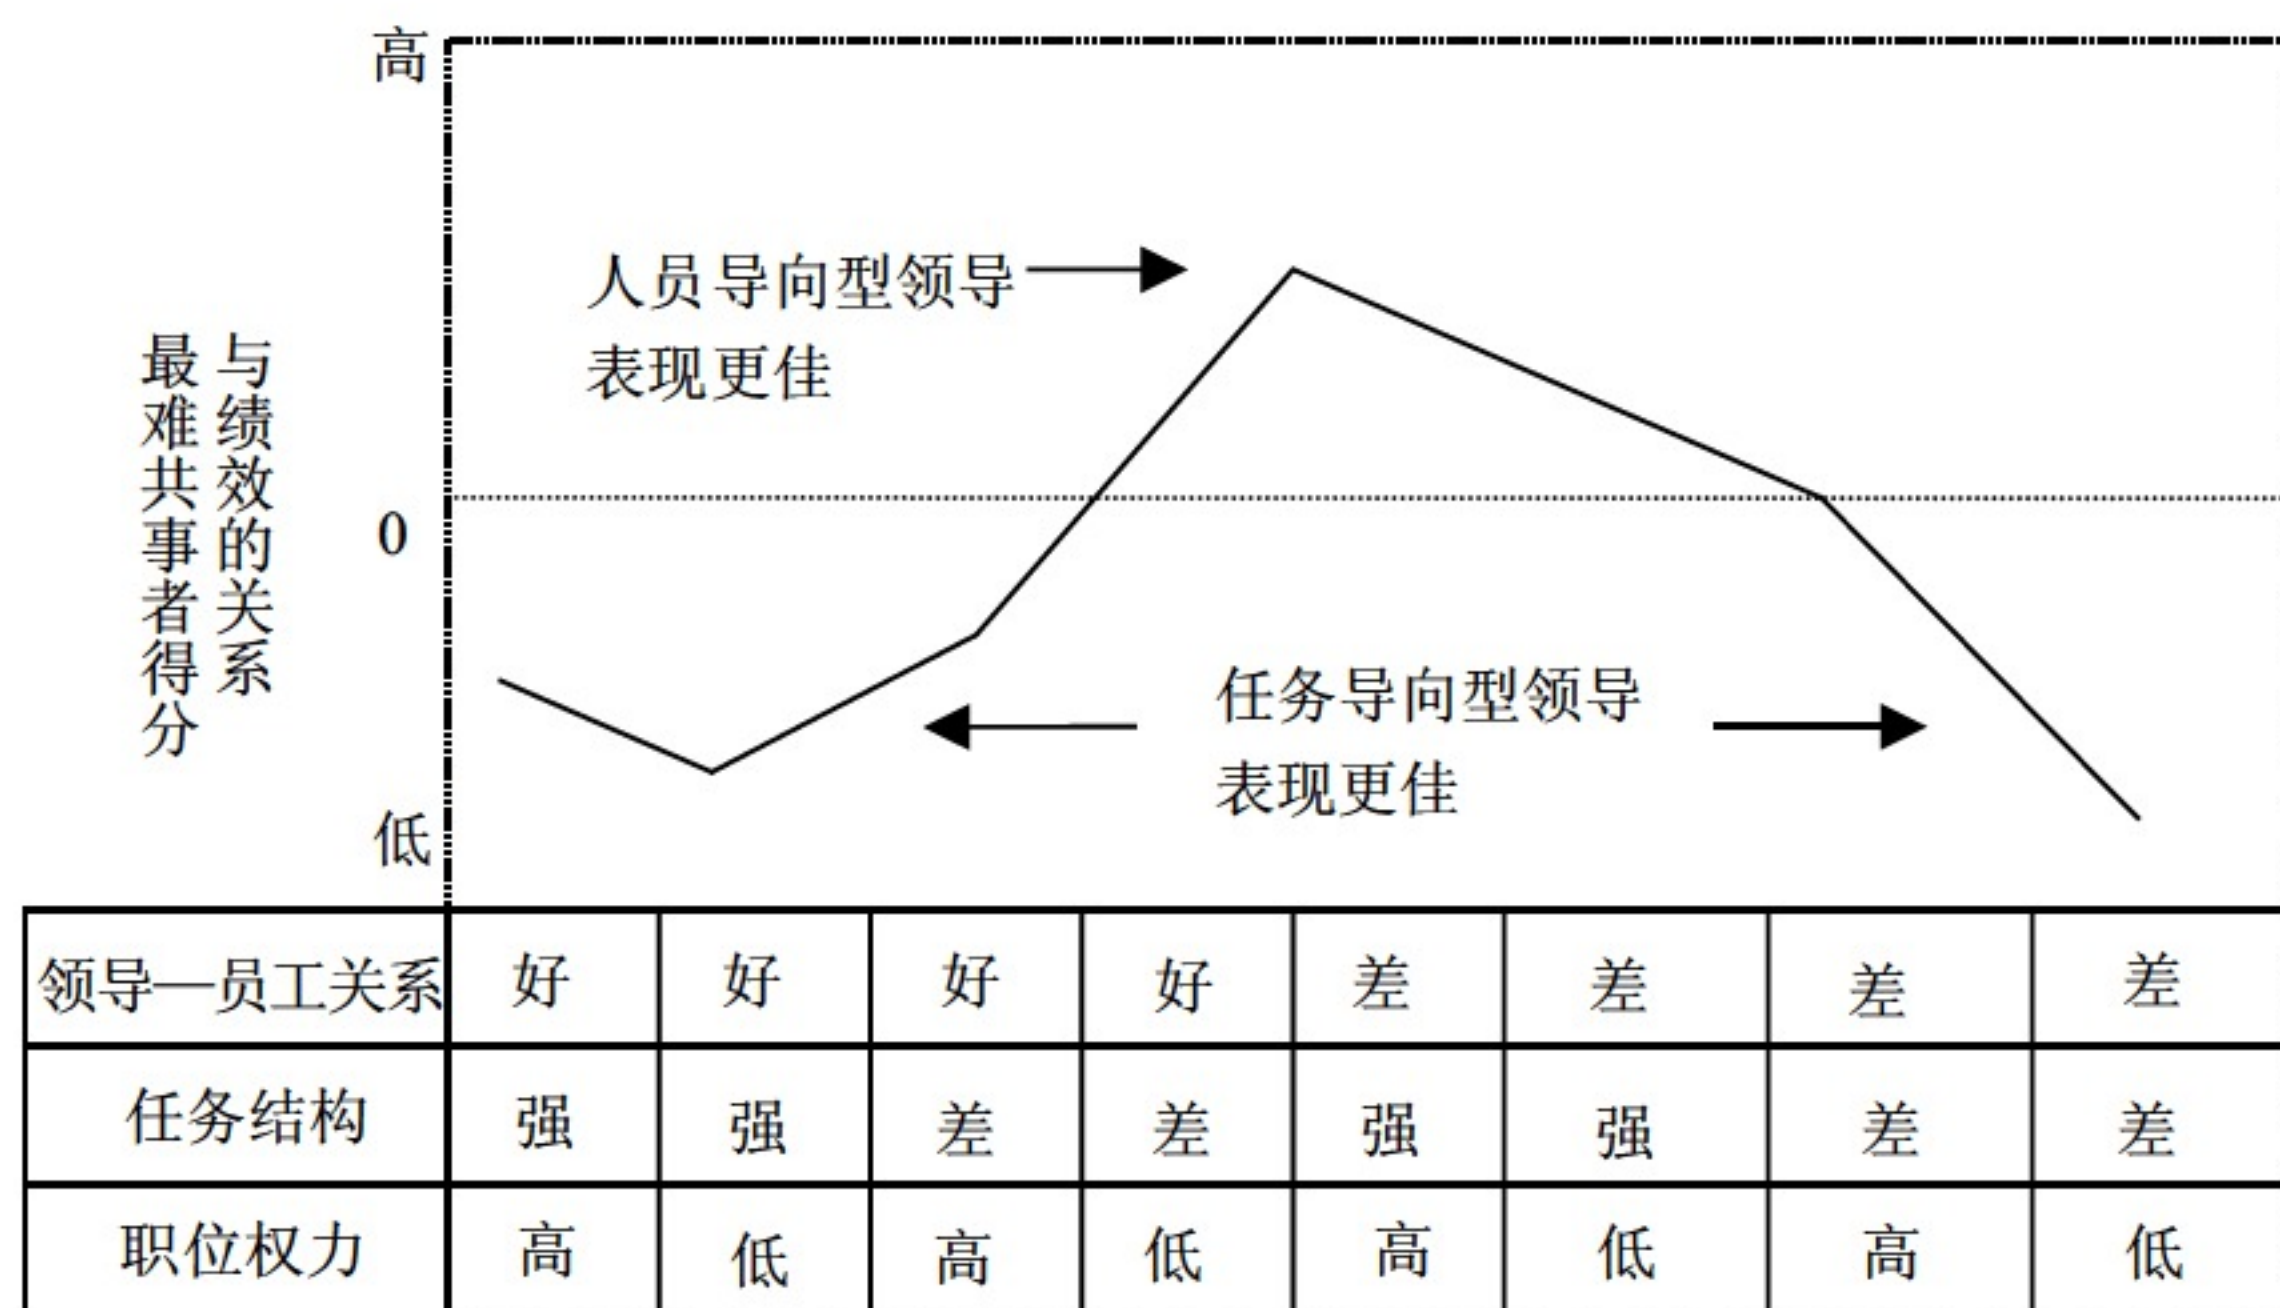 高
人员导向型领导
表现更佳
最难共事者得分
与绩效的关系
0
任务导向型领导
表现更佳
低
领导—员工关系 好 好 好 好 差 差 差 差
任务结构 强 强 差 差 强 强 差 差
职位权力 高 低 高 低 高 低 高 低